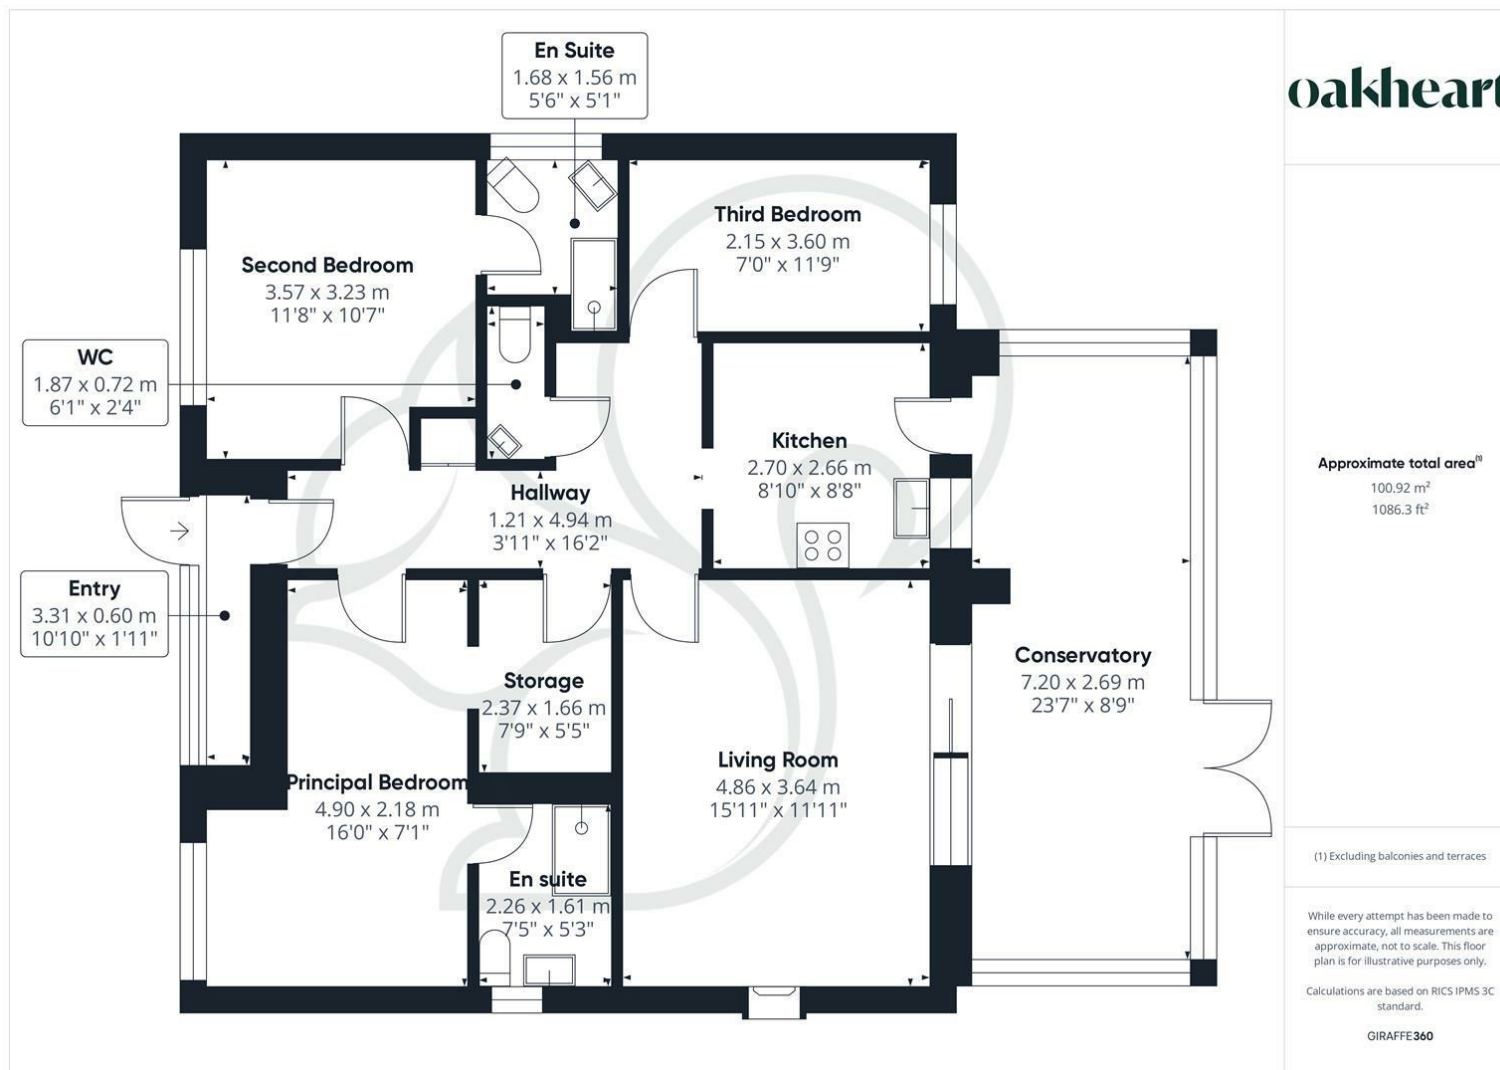 En Suite
1.68 x 1.56 m
5'6" x 5'1"
oakheart
Third Bedroom
2.15 x 3.60 m
7'0" x 11'9"
Second Bedroom
3.57 x 3.23 m
11'8" x 10'7"
WC
1.87 x 0.72 m
6'1" x 2'4"
Kitchen
2.70 x 2.66 m
8'10" x 8'8"
Hallway
1.21 x 4.94 m
3'11" x 16'2"
Approximate total area(1)
100.92 m²
1086.3 ft²
Entry
3.31 x 0.60 m
10'10" x 1'11"
Conservatory
7.20 x 2.69 m
23'7" x 8'9"
Storage
2.37 x 1.66 m
7'9" x 5'5"
Principal Bedroom
4.90 x 2.18 m
16'0" x 7'1"
Living Room
4.86 x 3.64 m
15'11" x 11'11"
En suite
2.26 x 1.61 m
7'5" x 5'3"
(1) Excluding balconies and terraces
While every attempt has been made to
ensure accuracy, all measurements are
approximate, not to scale. This floor
plan is for illustrative purposes only.
Calculations are based on RICS IPMS 3C
standard.
GIRAFFE360